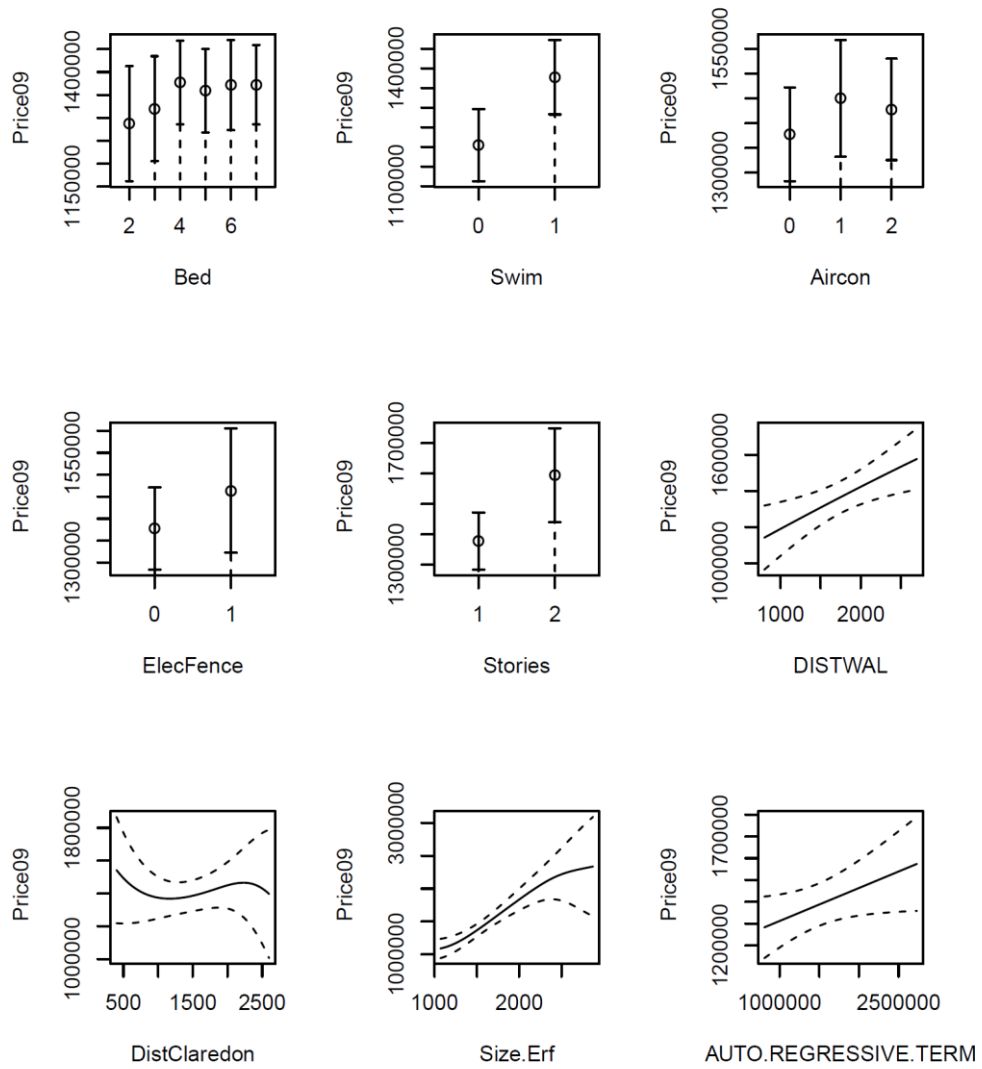 Price09
1150000 1400000
2 4 6
Bed
Price09
1100000 1400000
0 1
Swim
Price09
1300000 1550000
0 1 2
Aircon
Price09
1300000 1550000
0 1
ElecFence
Price09
1300000 1700000
1 2
Stories
Price09
1000000 1600000
1000 2000
DISTWAL
Price09
1000000 1800000
500 1500 2500
DistClaredon
Price09
1000000 3000000
1000 2000
Size.Erf
Price09
1200000 1700000
1000000 2500000
AUTO.REGRESSIVE.TERM